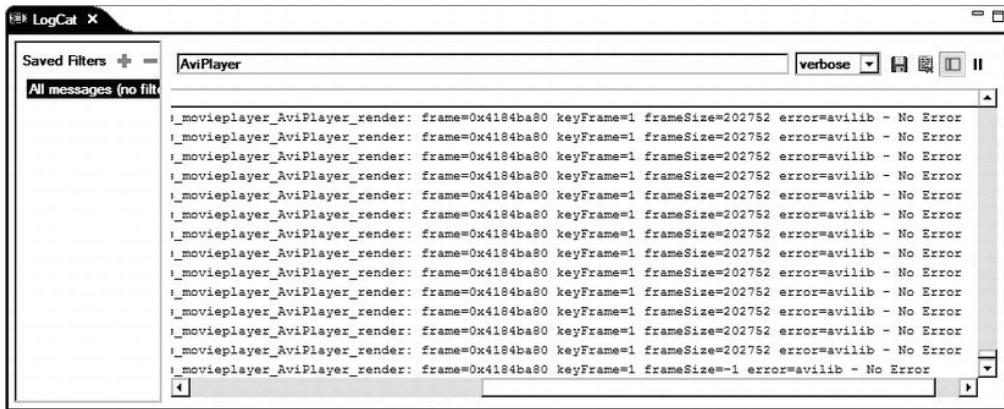 LogCat
Saved Filters
AviPlayer
verbose
All messages (no filt
_movieplayer_AviPlayer_render: frame=0x4184ba80 keyFrame=1 frameSize=202752 error=avilib - No Error
_movieplayer_AviPlayer_render: frame=0x4184ba80 keyFrame=1 frameSize=202752 error=avilib - No Error
_movieplayer_AviPlayer_render: frame=0x4184ba80 keyFrame=1 frameSize=202752 error=avilib - No Error
_movieplayer_AviPlayer_render: frame=0x4184ba80 keyFrame=1 frameSize=202752 error=avilib - No Error
_movieplayer_AviPlayer_render: frame=0x4184ba80 keyFrame=1 frameSize=202752 error=avilib - No Error
_movieplayer_AviPlayer_render: frame=0x4184ba80 keyFrame=1 frameSize=202752 error=avilib - No Error
_movieplayer_AviPlayer_render: frame=0x4184ba80 keyFrame=1 frameSize=202752 error=avilib - No Error
_movieplayer_AviPlayer_render: frame=0x4184ba80 keyFrame=1 frameSize=202752 error=avilib - No Error
_movieplayer_AviPlayer_render: frame=0x4184ba80 keyFrame=1 frameSize=202752 error=avilib - No Error
_movieplayer_AviPlayer_render: frame=0x4184ba80 keyFrame=1 frameSize=202752 error=avilib - No Error
_movieplayer_AviPlayer_render: frame=0x4184ba80 keyFrame=1 frameSize=202752 error=avilib - No Error
_movieplayer_AviPlayer_render: frame=0x4184ba80 keyFrame=1 frameSize=202752 error=avilib - No Error
_movieplayer_AviPlayer_render: frame=0x4184ba80 keyFrame=1 frameSize=202752 error=avilib - No Error
_movieplayer_AviPlayer_render: frame=0x4184ba80 keyFrame=1 frameSize=-1 error=avilib - No Error